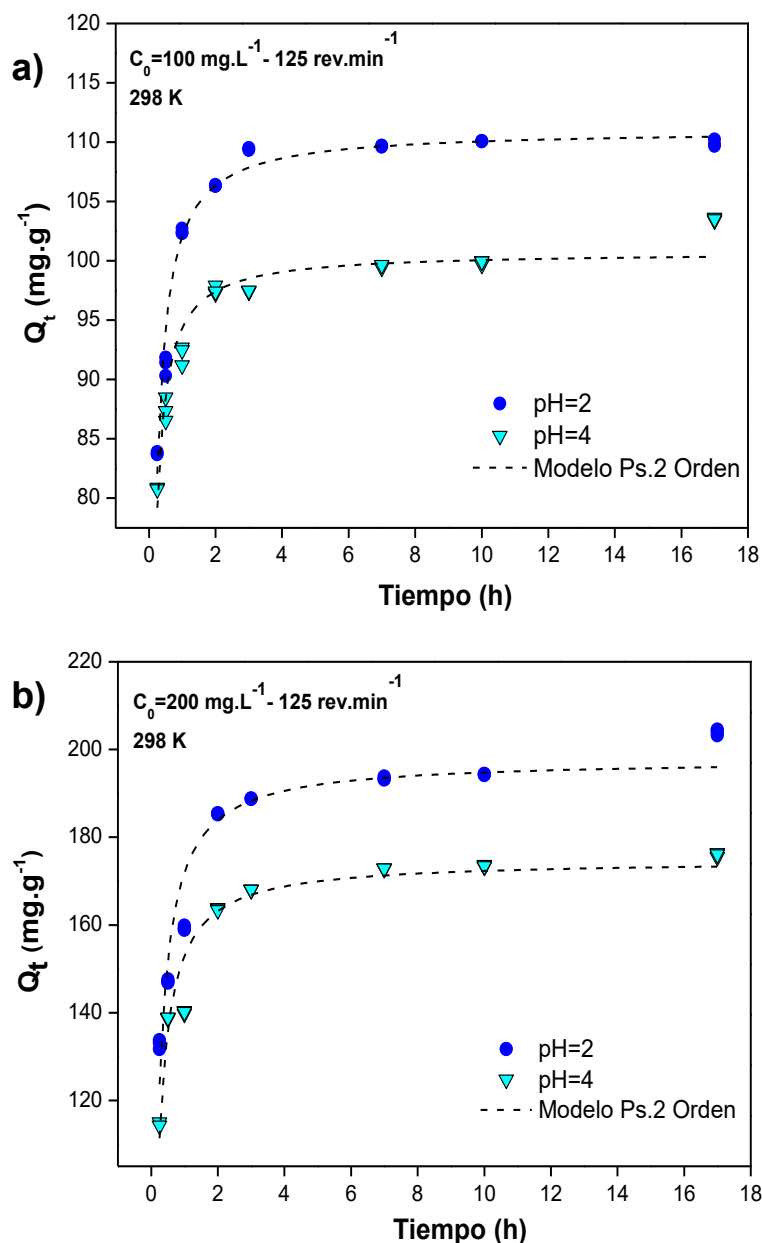 a)
C₀=100 mg.L⁻¹- 125 rev.min⁻¹
298 K
Qₜ (mg.g⁻¹)
120
115
110
105
100
95
90
85
80
pH=2
pH=4
Modelo Ps.2 Orden
0 2 4 6 8 10 12 14 16 18
Tiempo (h)
b)
C₀=200 mg.L⁻¹- 125 rev.min⁻¹
298 K
Qt (mg.g⁻¹)
220
200
180
160
140
120
pH=2
pH=4
Modelo Ps.2 Orden
0 2 4 6 8 10 12 14 16 18
Tiempo (h)